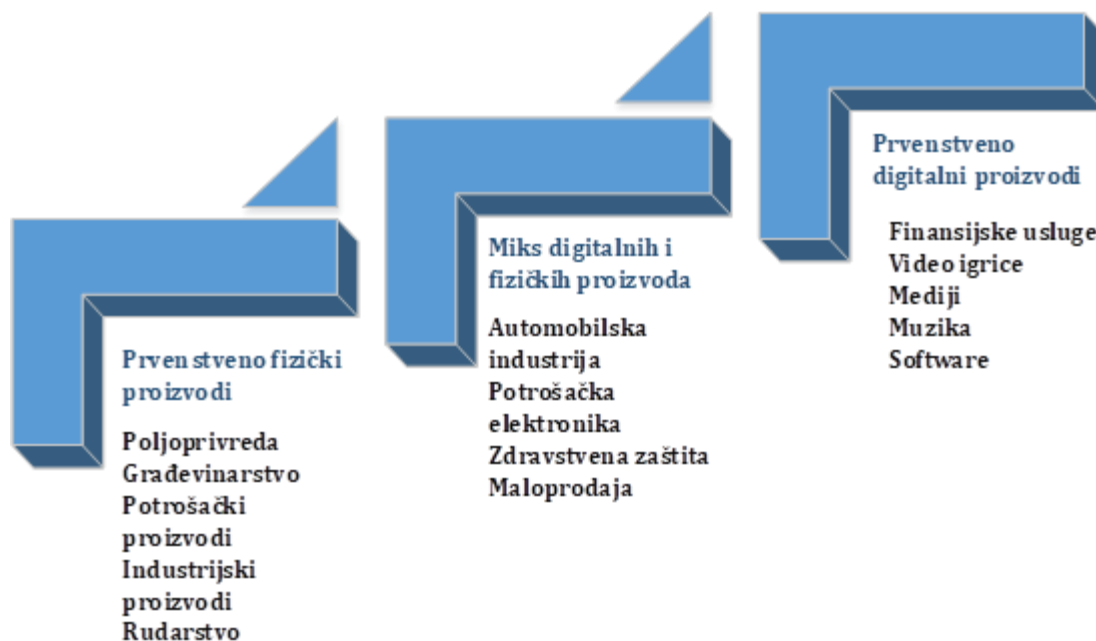 Prvenstveno fizički
proizvodi
Poljoprivreda
Građevinarstvo
Potrošački
proizvodi
Industrijski
proizvodi
Rudarstvo
Miks digitalnih i
fizičkih proizvoda
Automobilska
industrija
Potrošačka
elektronika
Zdravstvena zaštita
Maloprodaja
Prvenstveno
digitalni proizvodi
Finansijske usluge
Video igrice
Mediji
Muzika
Software